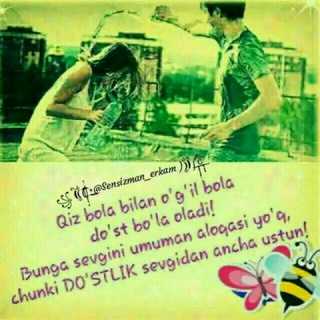 @Sensizman_erkam
Qiz bola bilan o'g'il bola
do'st bo'la oladi!
Bunga sevgini umuman aloqasi yo'q,
chunki DO'STLIK sevgidan ancha ustun!